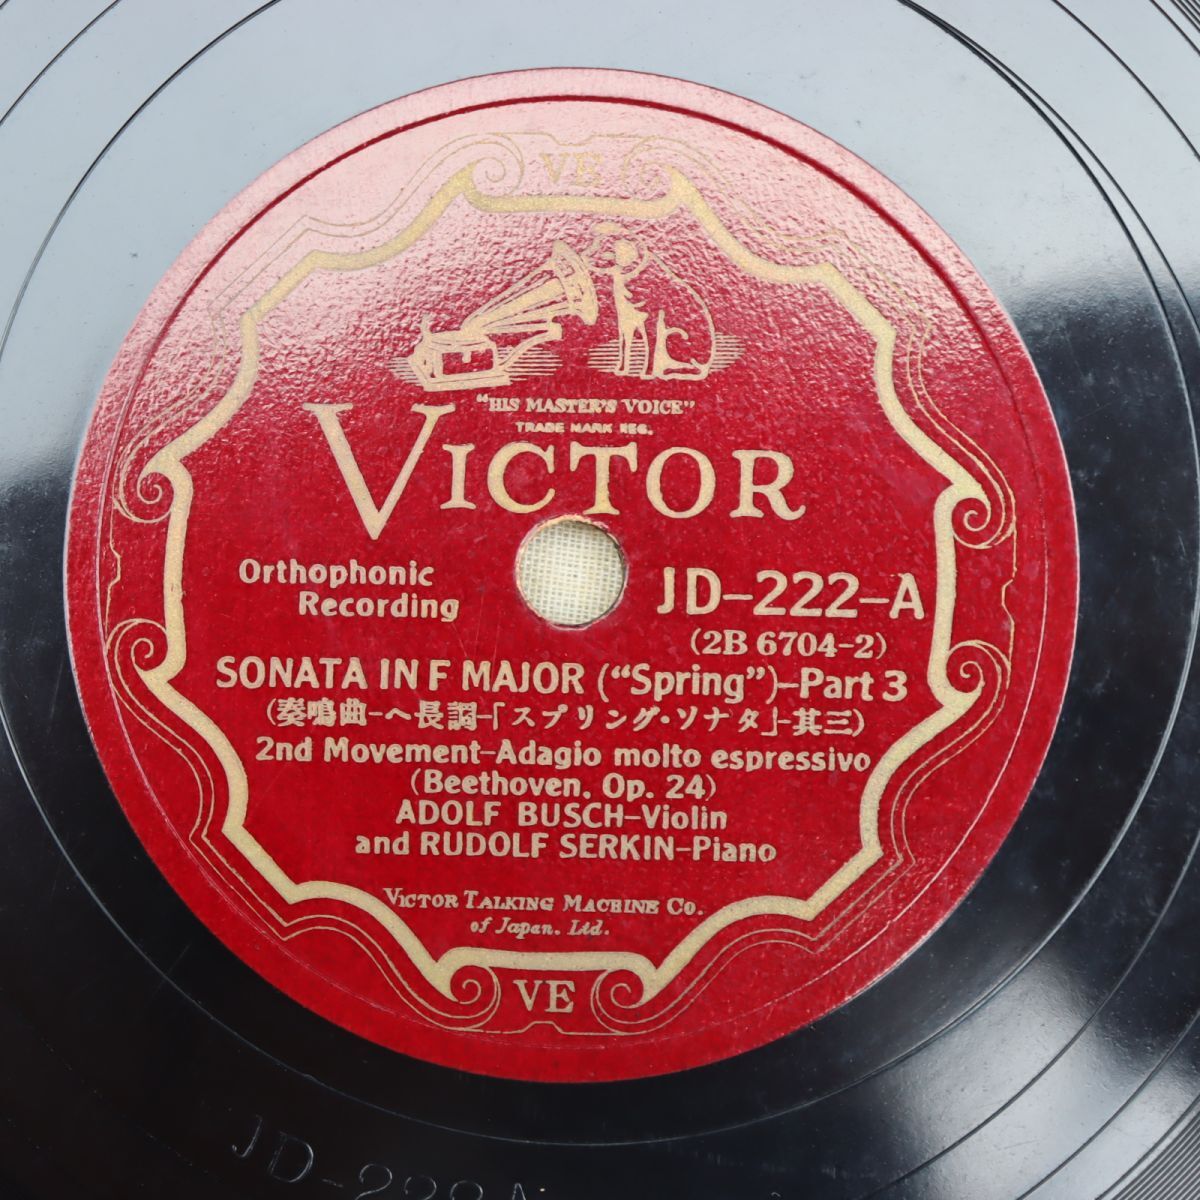 VE
"HIS MASTER'S VOICE"
TRADE MARK REG.
VICTOR
Orthophonic
Recording
JD-222-A
(2B 6704-2)
SONATA IN F MAJOR ("Spring")-Part 3
(奏鳴曲-ヘ長調-「スプリング・ソナタ」-其三)
2nd Movement-Adagio molto espressivo
(Beethoven, Op. 24)
ADOLF BUSCH-Violin
and RUDOLF SERKIN-Piano
VICTOR TALKING MACHINE CO.
of Japan, Ltd.
VE
JD-222A